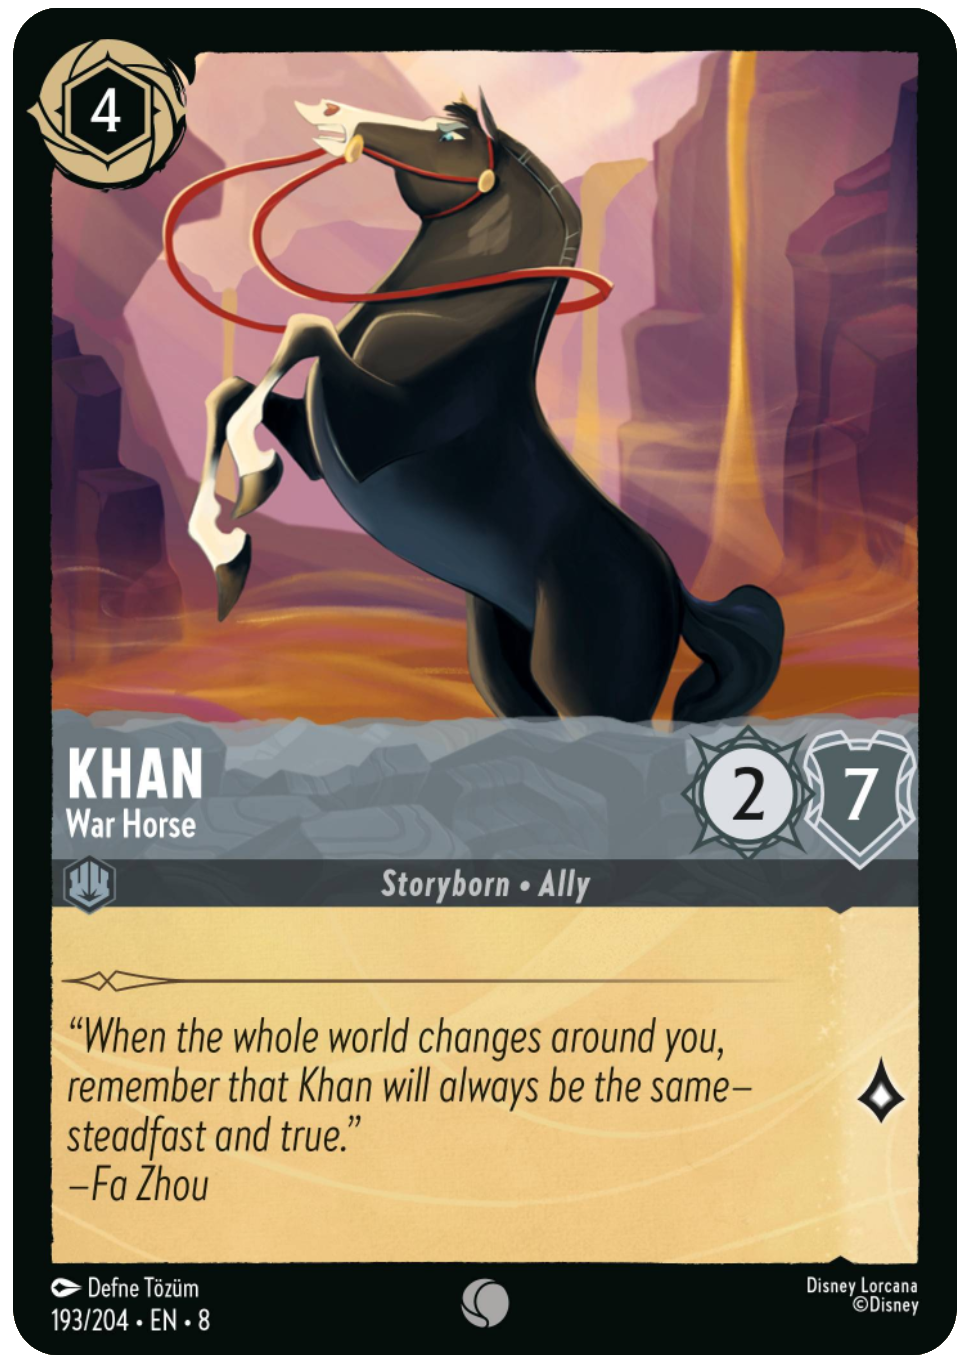 4
KHAN
War Horse
2
7
Storyborn • Ally
“When the whole world changes around you,
remember that Khan will always be the same–
steadfast and true.”
–Fa Zhou
Defne Tözüm
193/204 • EN • 8
Disney Lorcana
©Disney